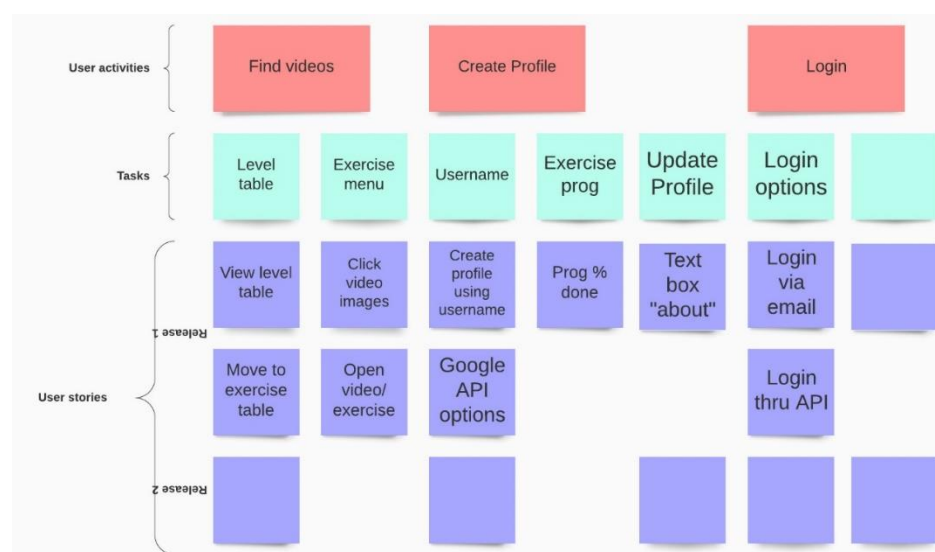 User activities
Find videos
Create Profile
Login
Tasks
Level
table
Exercise
menu
Username
Exercise
prog
Update
Profile
Login
options
User stories
Release 1
View level
table
Click
video
images
Create
profile
using
username
Prog %
done
Text
box
"about"
Login
via
email
Move to
exercise
table
Open
video/
exercise
Google
API
options
Login
thru API
Release 2